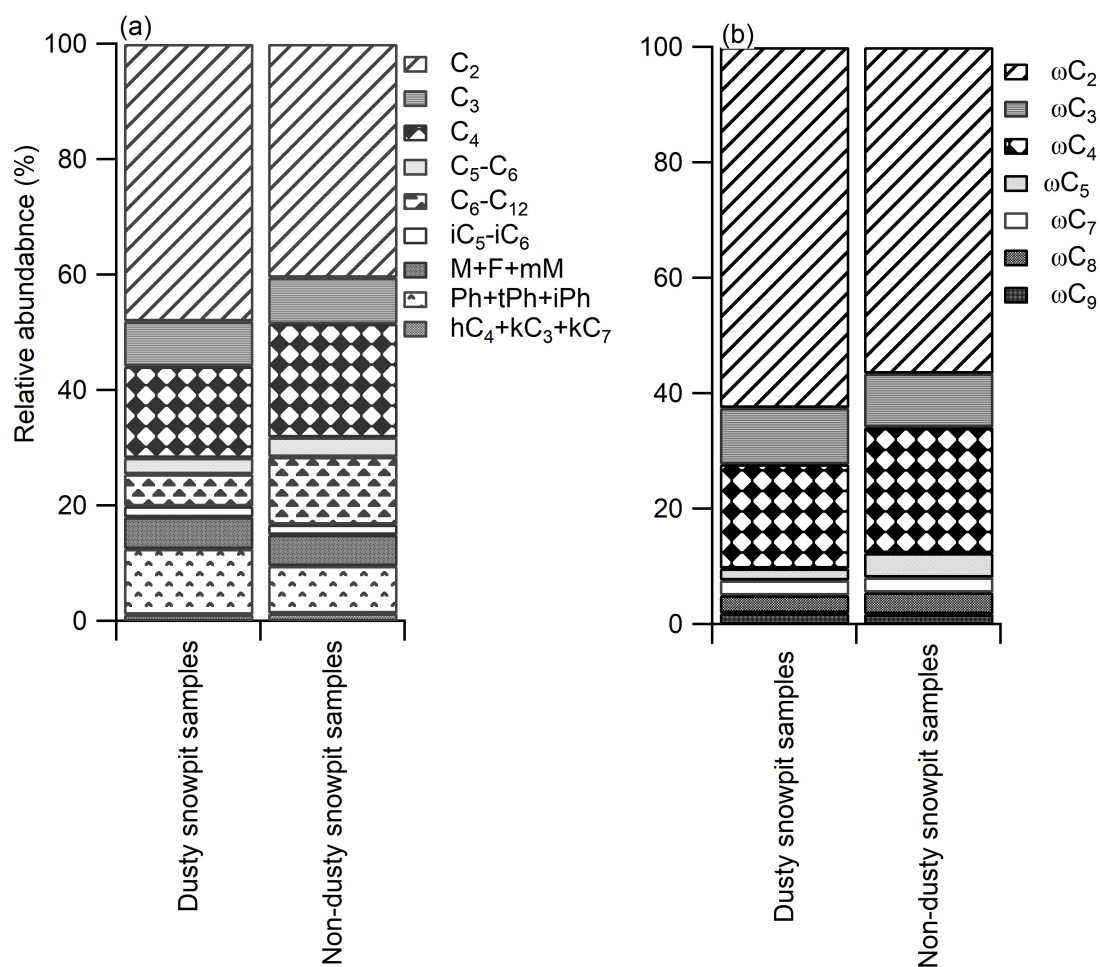 (a)
100
80
60
40
20
0
Relative abundabnce (%)
C₂
C₃
C₄
C₅-C₆
C₆-C₁₂
iC₅-iC₆
M+F+mM
Ph+tPh+iPh
hC₄+kC₃+kC₇
Dusty snowpit samples
Non-dusty snowpit samples
(b)
100
80
60
40
20
0
ωC₂
ωC₃
ωC₄
ωC₅
ωC₇
ωC₈
ωC₉
Dusty snowpit samples
Non-dusty snowpit samples